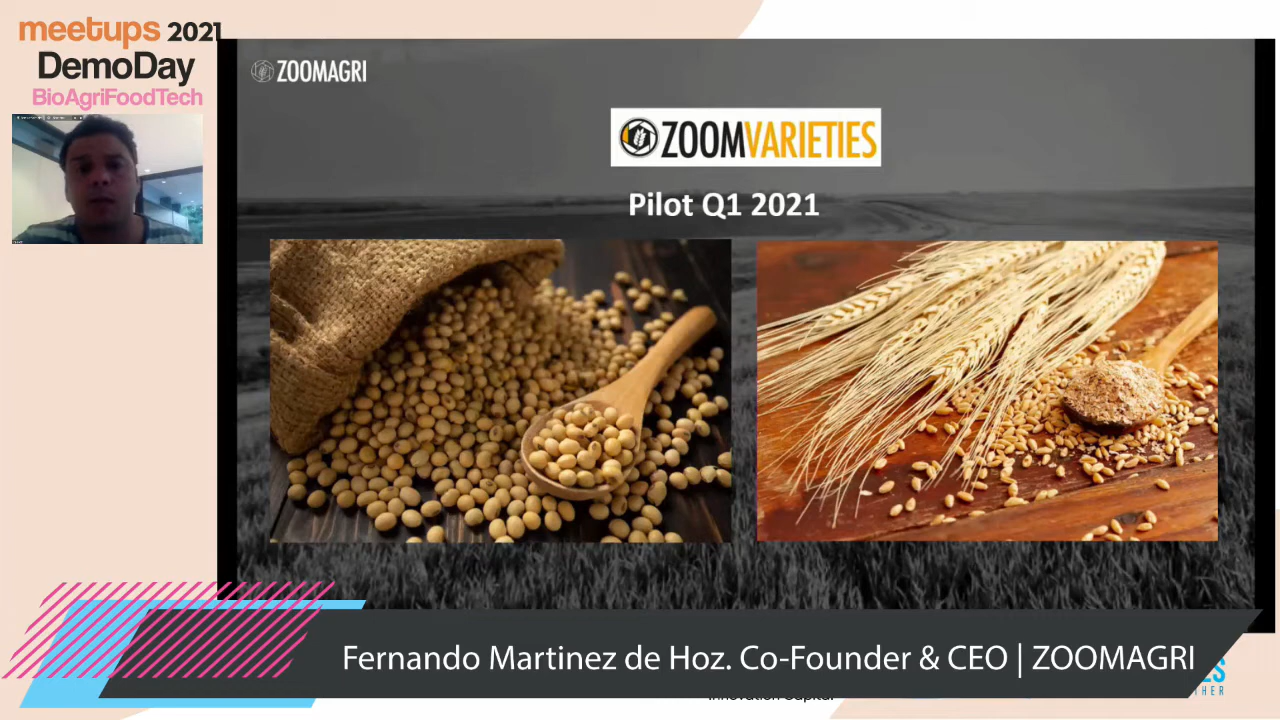 meetups 2021
DemoDay
BioAgriFoodTech
ZOOMAGRI
ZOOMVARIETIES
Pilot Q1 2021
Fernando Martinez de Hoz. Co-Founder & CEO | ZOOMAGRI